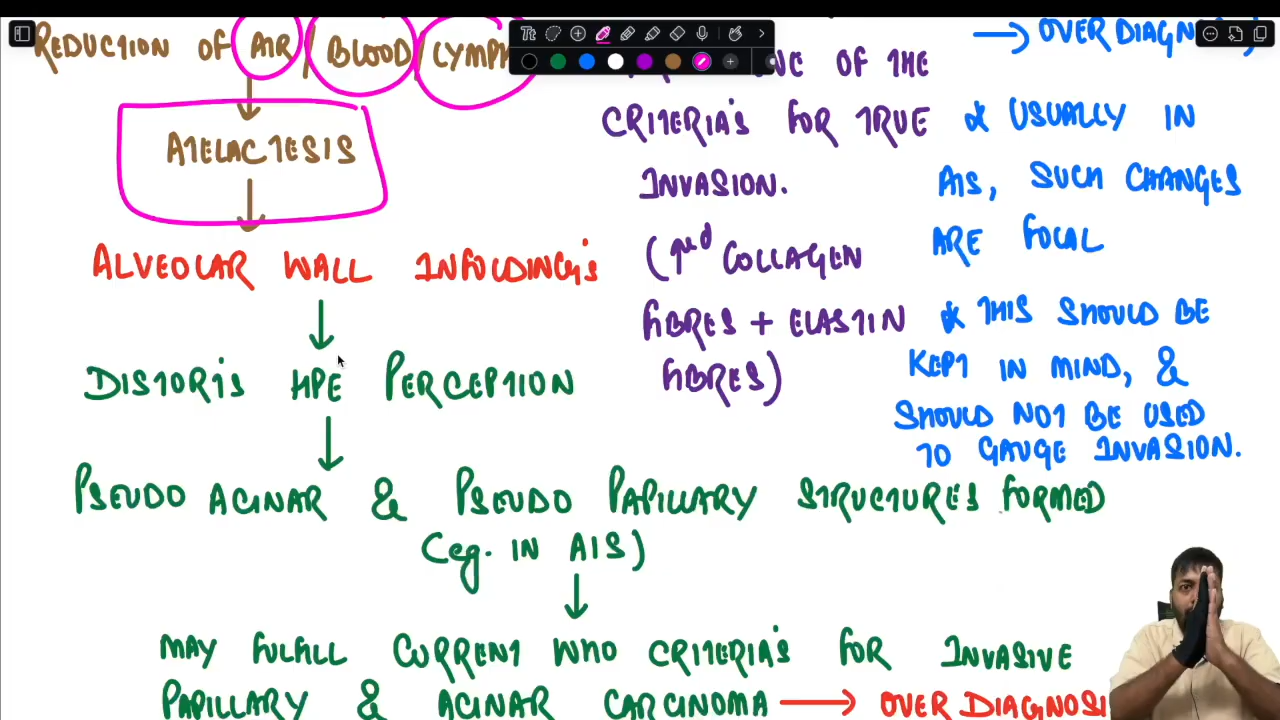 REDUCTION OF AIR / BLOOD / LYMPH
ATELACTESIS
ALVEOLAR WALL INFOLDING'S
DISTORT'S HPE PERCEPTION
PSEUDO ACINAR & PSEUDO PAPILLARY STRUCTURES FORMED
(eg. IN AIS)
MAY FULFILL CURRENT WHO CRITERIA'S FOR INVASIVE
PAPILLARY & ACINAR CARCINOMA → OVER DIAGNOSI
OF THE
CRITERIA'S FOR TRUE
INVASION.
COLLAGEN
FIBRES + ELASTIN
FIBRES)
→ OVER DIAGN
* USUALLY IN
AIS, SUCH CHANGES
ARE FOCAL
* THIS SHOULD BE
KEPT IN MIND, &
SHOULD NOT BE USED
TO GAUGE INVASION.